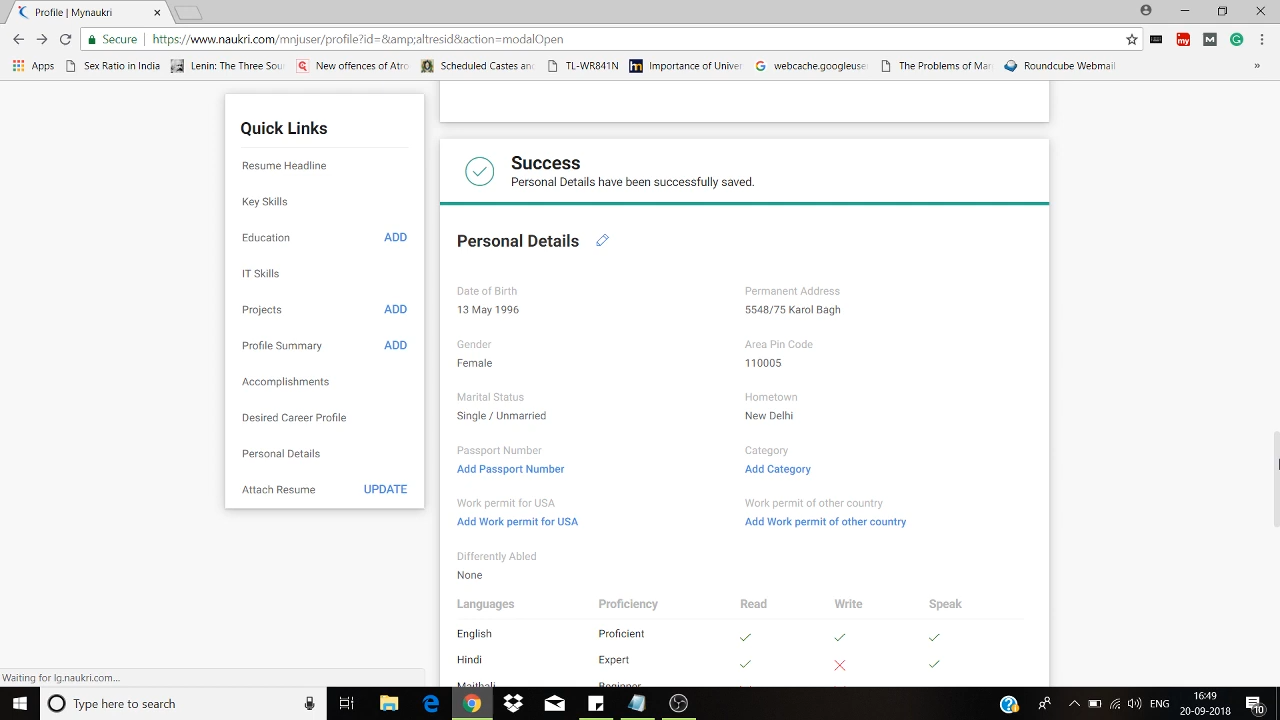 Profile | Mynaukri
Secure | https://www.naukri.com/mnjuser/profile?id=&amp;altresid&action=modalOpen
Apps Sex Ratio in India Lenin: The Three Sou New offences of Atro Scheduled Castes and TL-WR841N Importance of Univer webcache.googleuse The Problems of Mar Roundcube Webmail »
Quick Links
Resume Headline
Key Skills
Education ADD
IT Skills
Projects ADD
Profile Summary ADD
Accomplishments
Desired Career Profile
Personal Details
Attach Resume UPDATE
Success
Personal Details have been successfully saved.
Personal Details
Date of Birth Permanent Address
13 May 1996 5548/75 Karol Bagh
Gender Area Pin Code
Female 110005
Marital Status Hometown
Single / Unmarried New Delhi
Passport Number Category
Add Passport Number Add Category
Work permit for USA Work permit of other country
Add Work permit for USA Add Work permit of other country
Differently Abled
None
Languages Proficiency Read Write Speak
English Proficient
Hindi Expert
Maithali Beginner
Waiting for lg.naukri.com...
Type here to search
ENG
16:49
20-09-2018